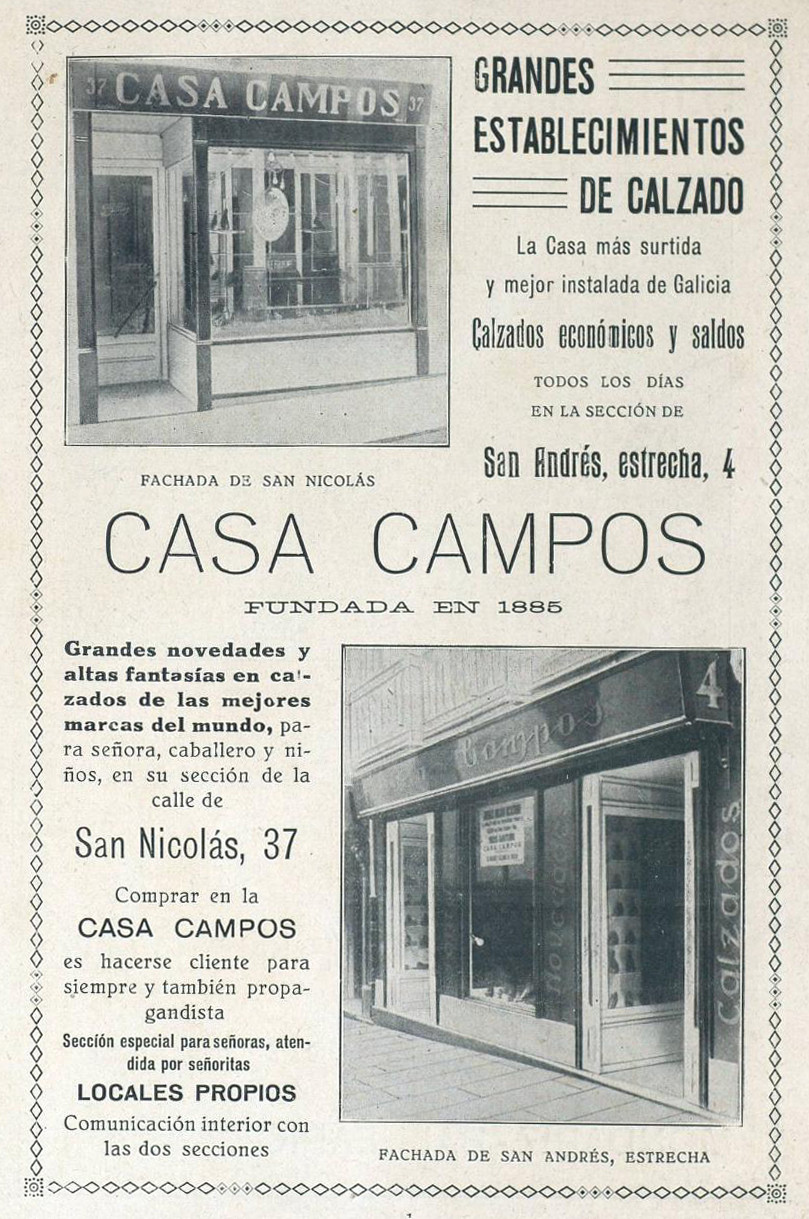 37 CASA CAMPOS 37
GRANDES
ESTABLECIMIENTOS
DE CALZADO
La Casa más surtida
y mejor instalada de Galicia
Calzados económicos y saldos
TODOS LOS DÍAS
EN LA SECCIÓN DE
San Andrés, estrecha, 4
FACHADA DE SAN NICOLÁS
CASA CAMPOS
FUNDADA EN 1885
Grandes novedades y
altas fantasías en cal-
zados de las mejores
marcas del mundo, pa-
ra señora, caballero y ni-
ños, en su sección de la
calle de
San Nicolás, 37
Comprar en la
CASA CAMPOS
es hacerse cliente para
siempre y también propa-
gandista
Sección especial para señoras, aten-
dida por señoritas
LOCALES PROPIOS
Comunicación interior con
las dos secciones
4
Campos
CASA CAMPOS
Novedades
Calzados
FACHADA DE SAN ANDRÉS, ESTRECHA